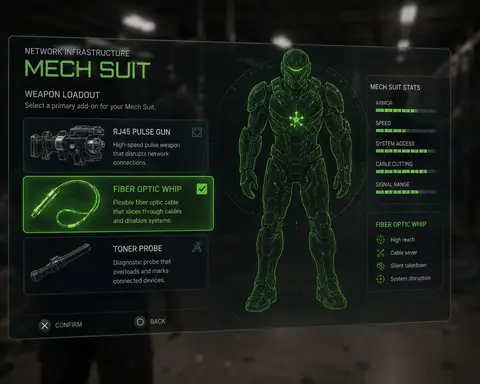 NETWORK INFRASTRUCTURE
MECH SUIT
WEAPON LOADOUT
Select a primary add-on for your Mech Suit.
RJ45 PULSE GUN
High-speed pulse weapon
that disrupts network
connections.
FIBER OPTIC WHIP
Flexible fiber optic cable
that slices through cables
and disables systems.
TONER PROBE
Diagnostic probe that
overloads and marks
connected devices.
CONFIRM
BACK
MECH SUIT STATS
ARMOR
SPEED
SYSTEM ACCESS
CABLE CUTTING
SIGNAL RANGE
FIBER OPTIC WHIP
High reach
Cable sever
Silent takedown
System disruption